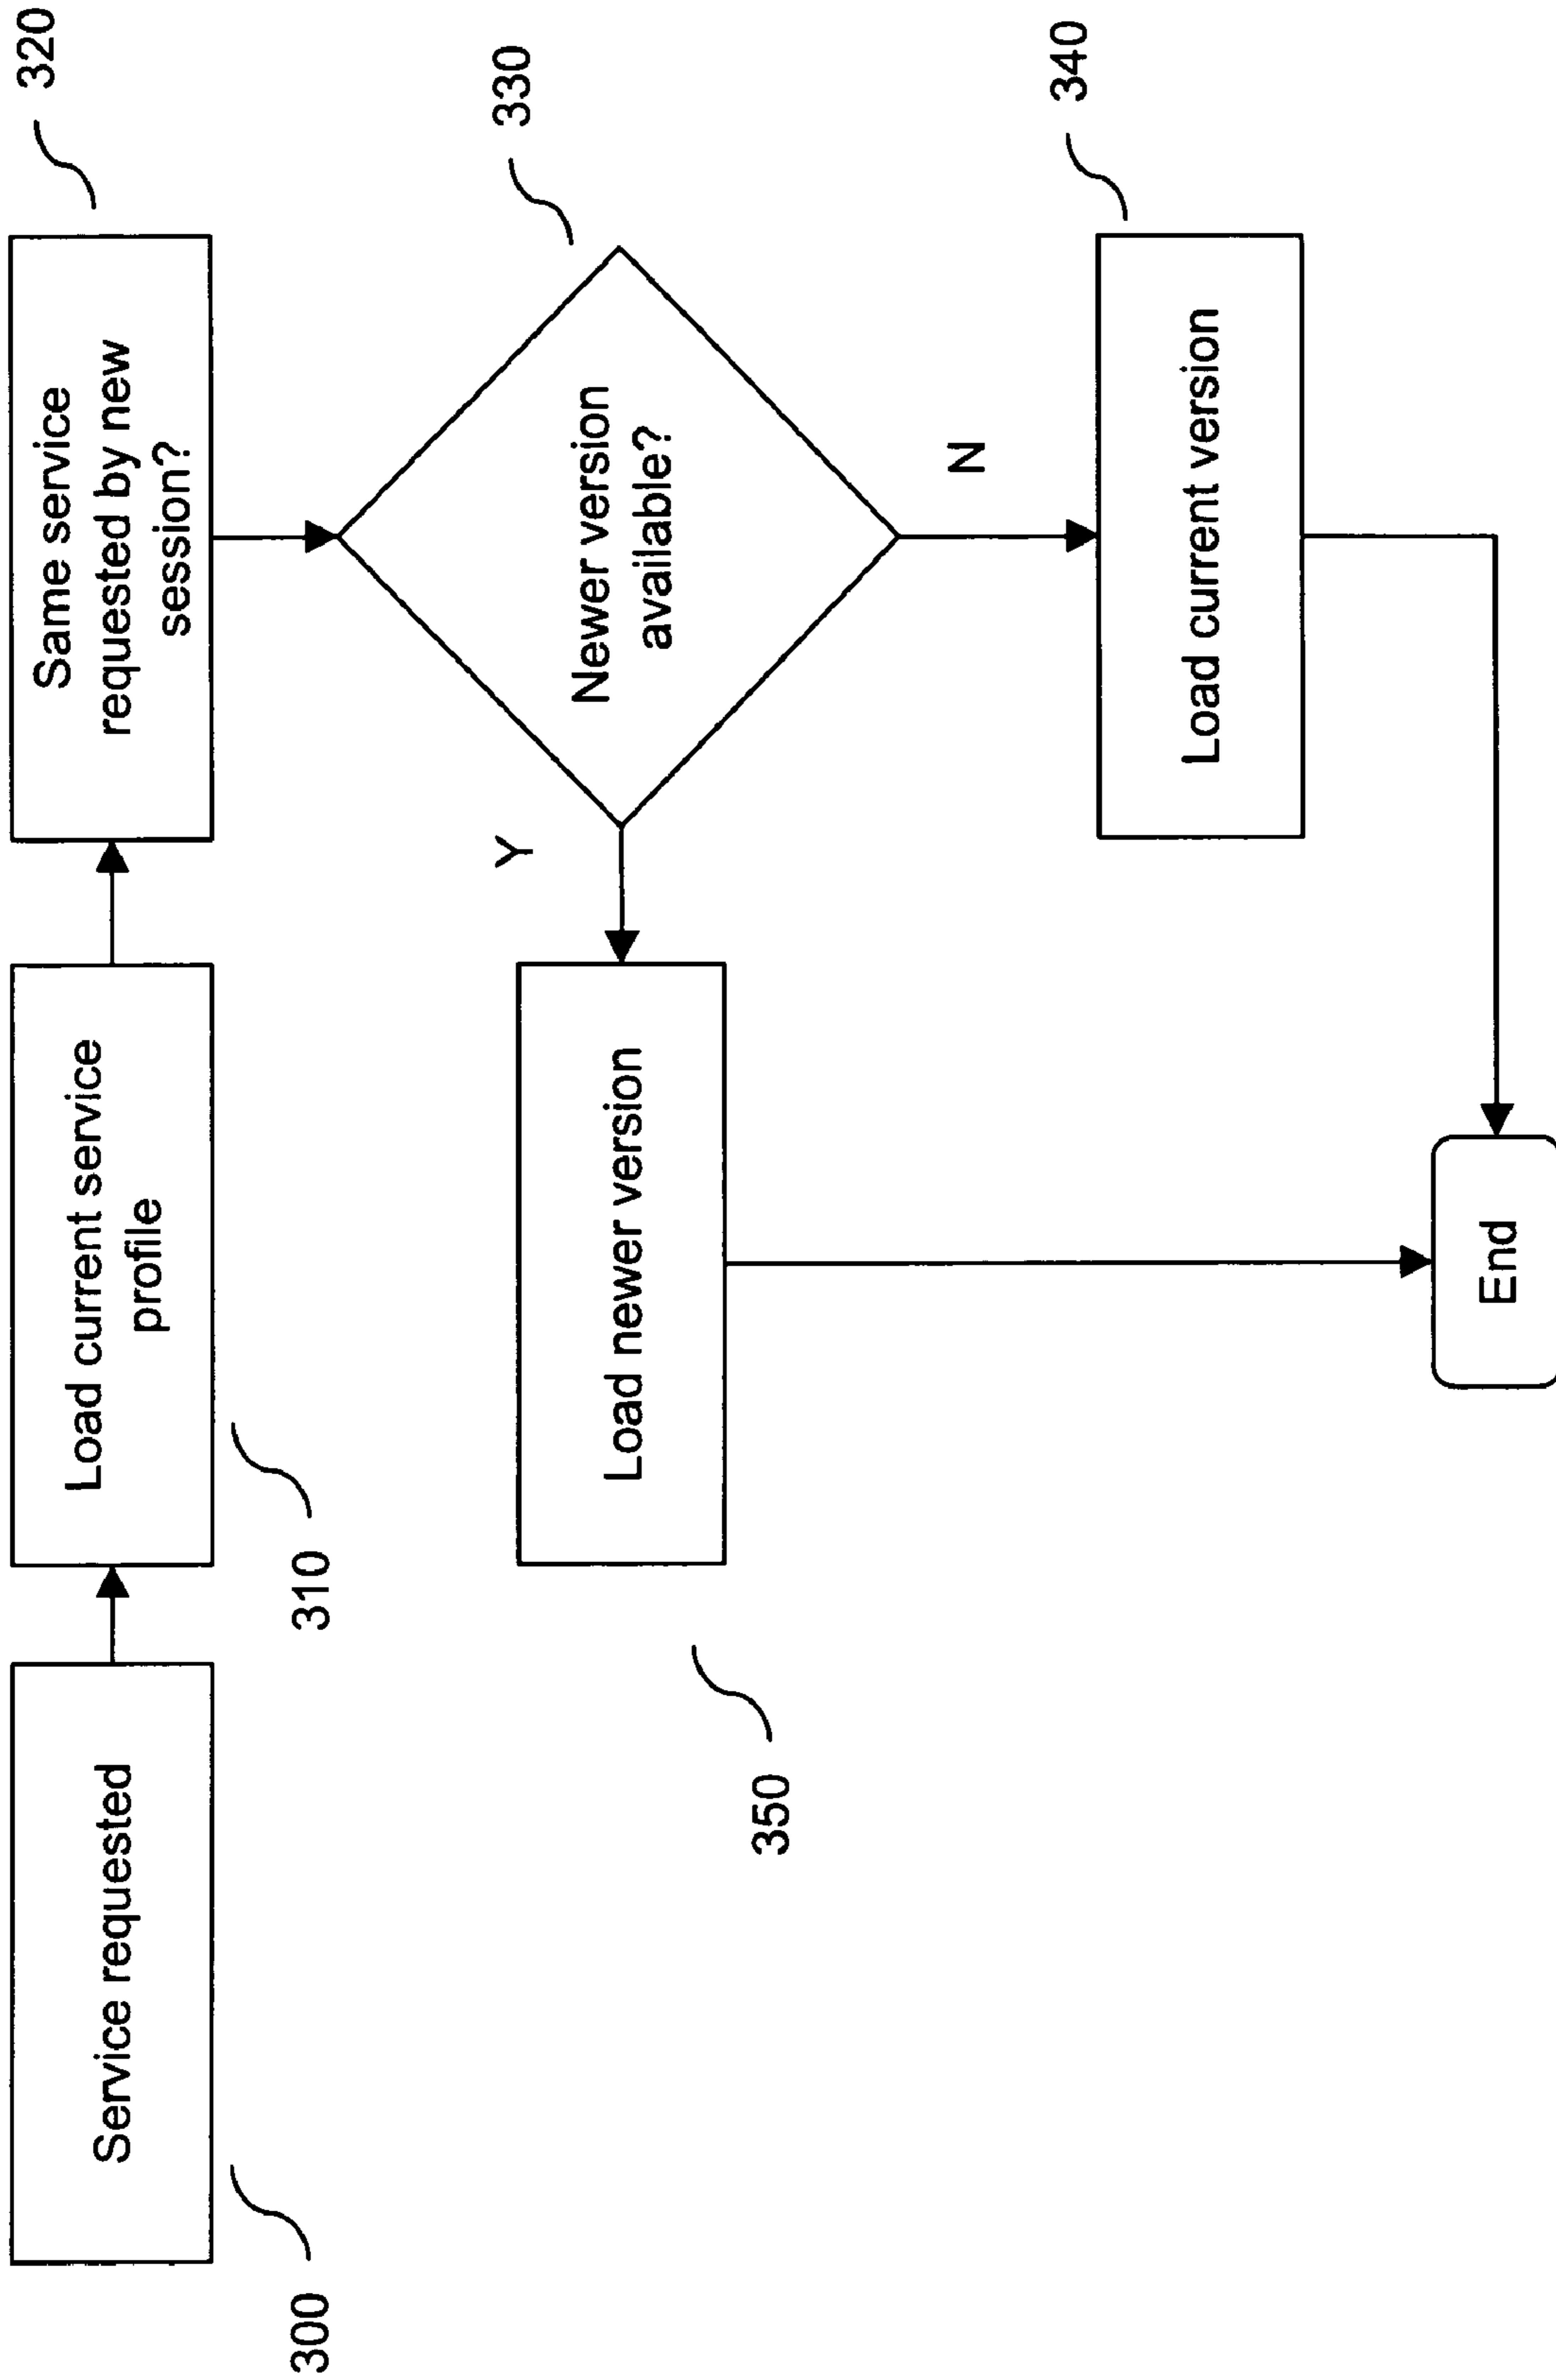 Service requested
300
Load current service
profile
310
Same service
requested by new
session?
320
Newer version
available?
330
Y
N
Load newer version
350
Load current version
340
End